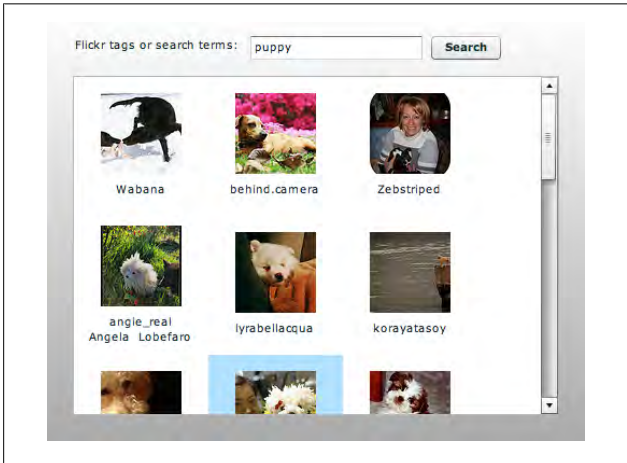 Flickr tags or search terms: puppy Search
Wabana behind.camera Zebstriped
angie_real
Angela Lobefaro lyrabellacqua korayatasoy